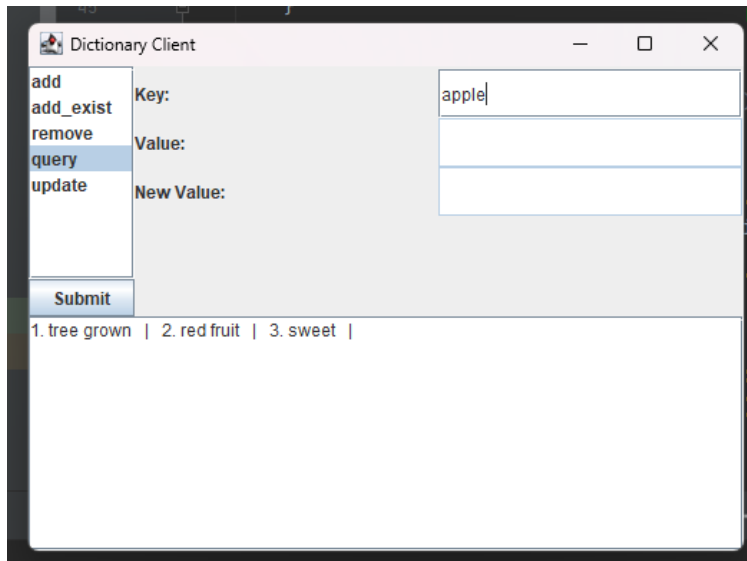 45
}
Dictionary Client
add
add_exist
remove
query
update
Key:
apple
Value:
New Value:
Submit
1. tree grown | 2. red fruit | 3. sweet |